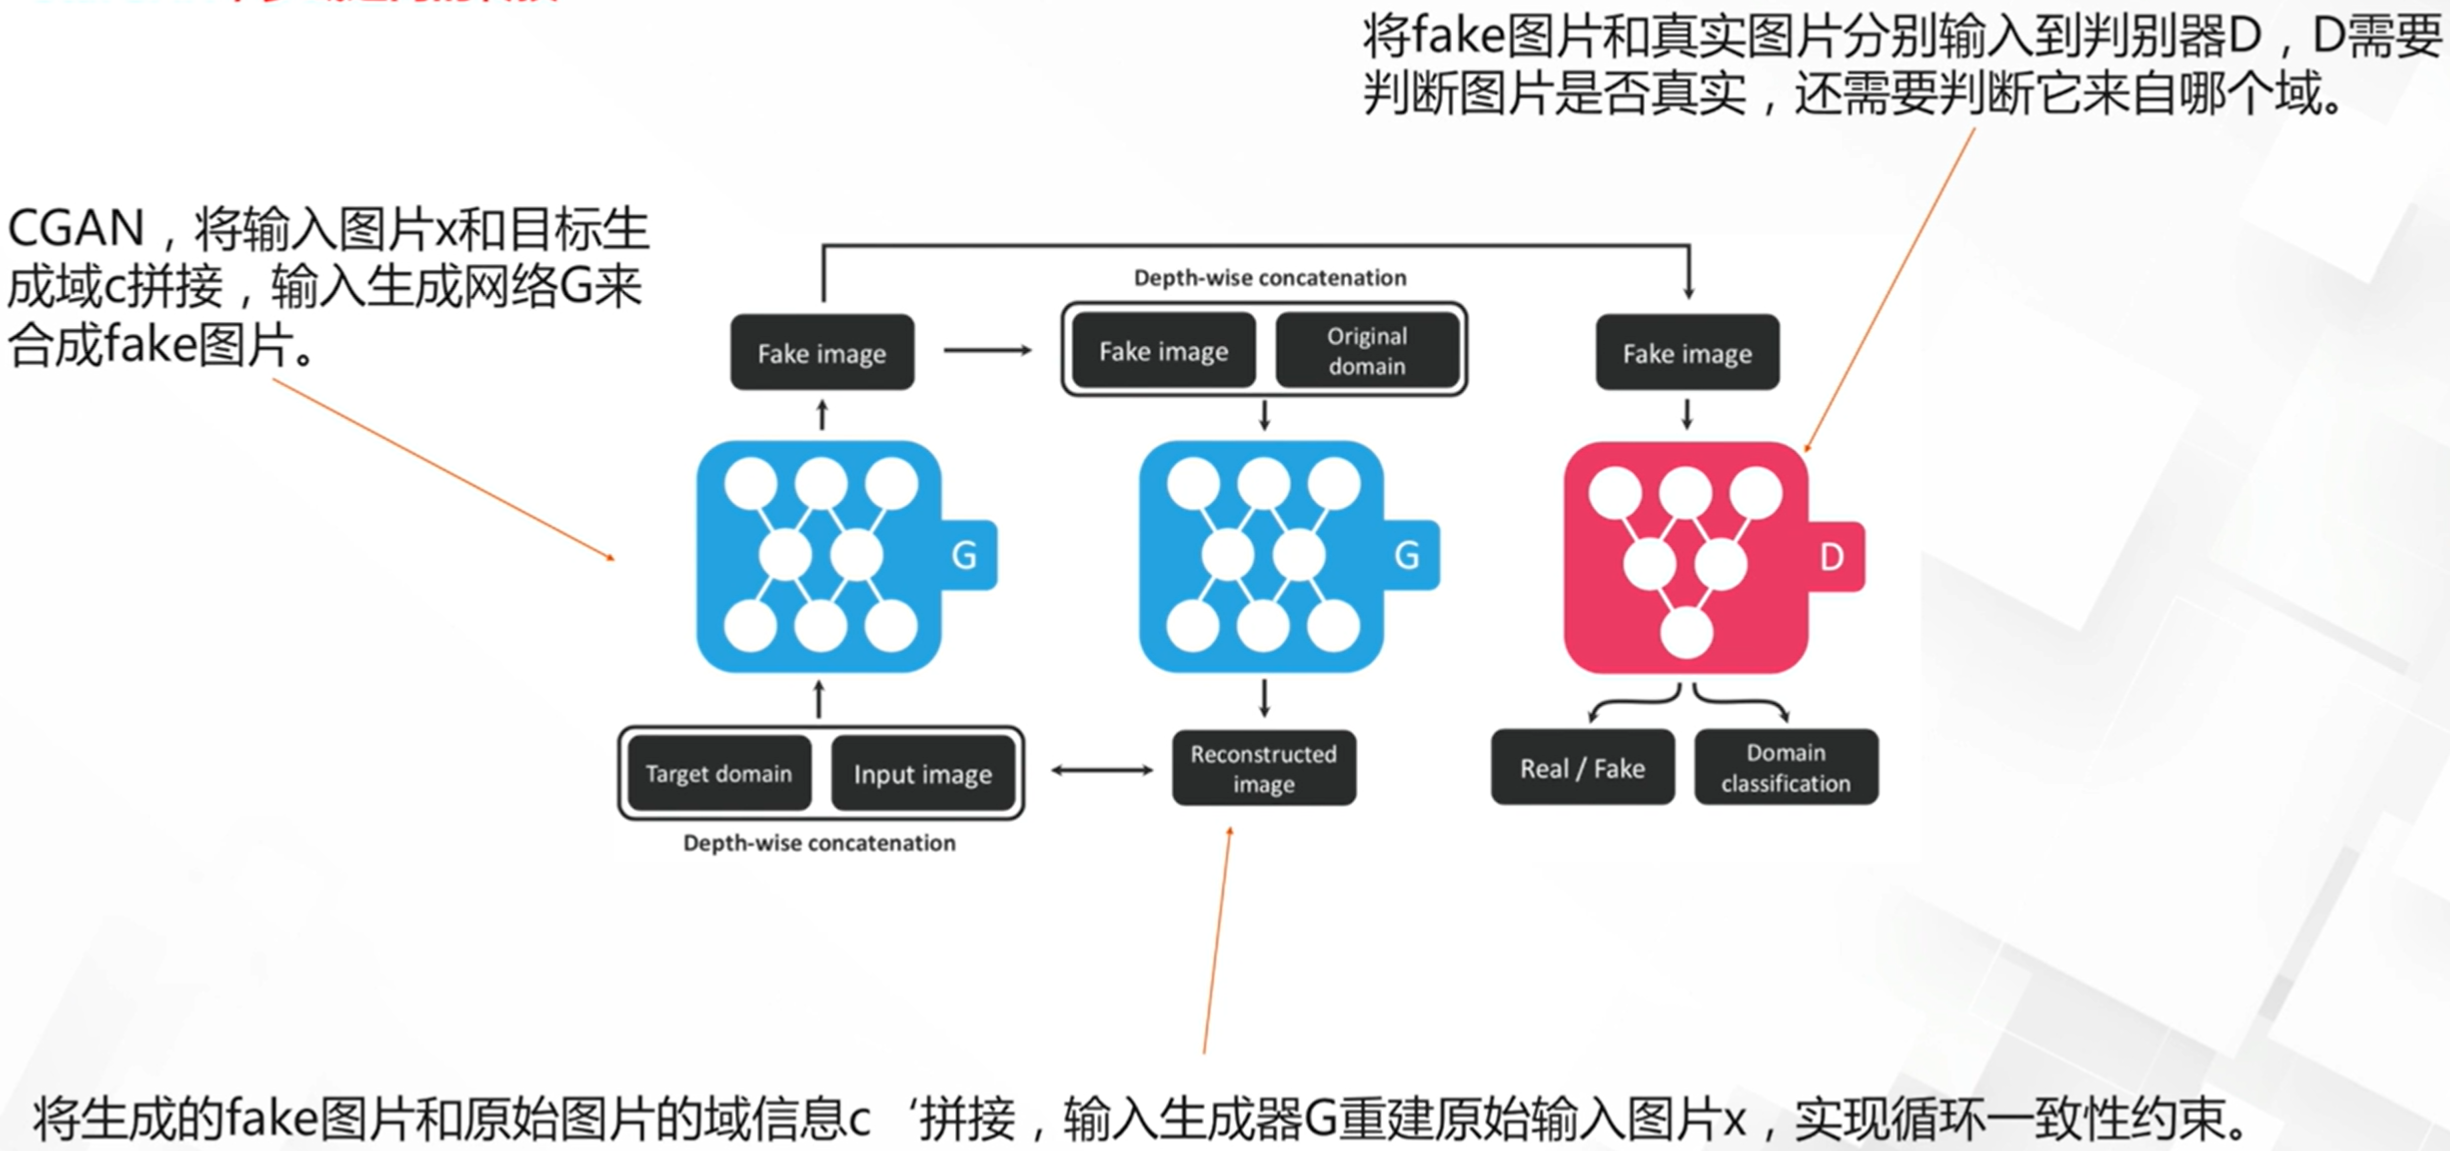 将fake图片和真实图片分别输入到判别器D，D需要
判断图片是否真实，还需要判断它来自哪个域。
CGAN，将输入图片x和目标生
成域c拼接，输入生成网络G来
合成fake图片。
Depth-wise concatenation
Fake image
Fake image
Original
domain
Fake image
G
G
D
Target domain
Input image
Reconstructed
image
Real / Fake
Domain
classification
Depth-wise concatenation
将生成的fake图片和原始图片的域信息c‘拼接，输入生成器G重建原始输入图片x，实现循环一致性约束。